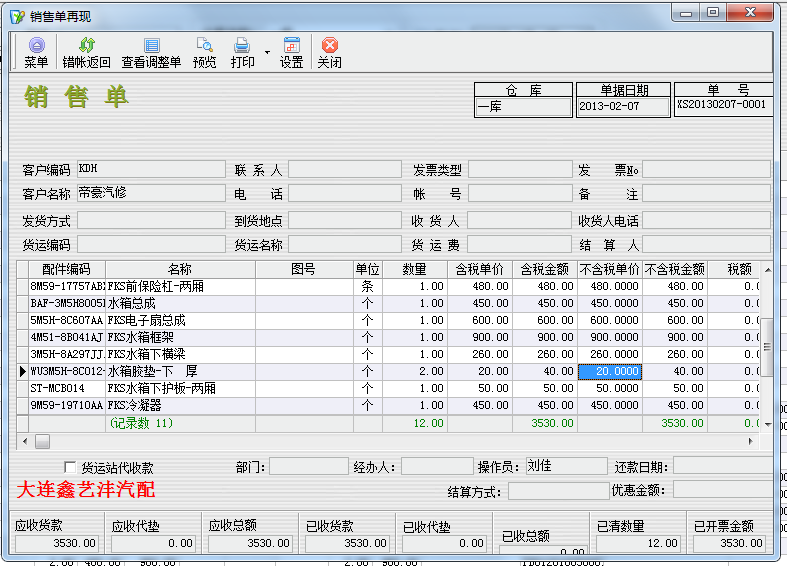 销售单再现
菜单 错帐返回 查看调整单 预览 打印 设置 关闭
销 售 单
仓 库 单据日期 单 号
一库 2013-02-07 XS20130207-0001
客户编码 KDH 联 系 人 发票类型 发 票No
客户名称 帝豪汽修 电 话 帐 号 备 注
发货方式 到货地点 收 货 人 收货人电话
货运编码 货运名称 货 运 费 结 算 人
配件编码 名称 图号 单位 数量 含税单价 含税金额 不含税单价 不含税金额 税额
8M59-17757AB FKS前保险杠-两厢 条 1.00 480.00 480.00 480.0000 480.00 0.0
BAF-3M5H8005 水箱总成 个 1.00 450.00 450.00 450.0000 450.00 0.0
5M5H-8C607AA FKS电子扇总成 个 1.00 600.00 600.00 600.0000 600.00 0.0
4M51-8B041AJ FKS水箱框架 个 1.00 900.00 900.00 900.0000 900.00 0.0
3M5H-8A297JJ FKS水箱下横梁 个 1.00 260.00 260.00 260.0000 260.00 0.0
WU3M5H-8C012- 水箱胶垫-下 厚 个 2.00 20.00 40.00 20.0000 40.00 0.0
ST-MCB014 FKS水箱下护板-两厢 个 1.00 50.00 50.00 50.0000 50.00 0.0
9M59-19710AA FKS冷凝器 个 1.00 450.00 450.00 450.0000 450.00 0.0
(记录数 11) 12.00 3530.00 3530.00 0.0
货运站代收款 部门: 经办人: 操作员: 刘佳 还款日期:
大连鑫艺沣汽配 结算方式: 优惠金额:
应收货款 应收代垫 应收总额 已收货款 已收代垫 已收总额 已清数量 已开票金额
3530.00 0.00 3530.00 3530.00 0.00 0.00 12.00 3530.00